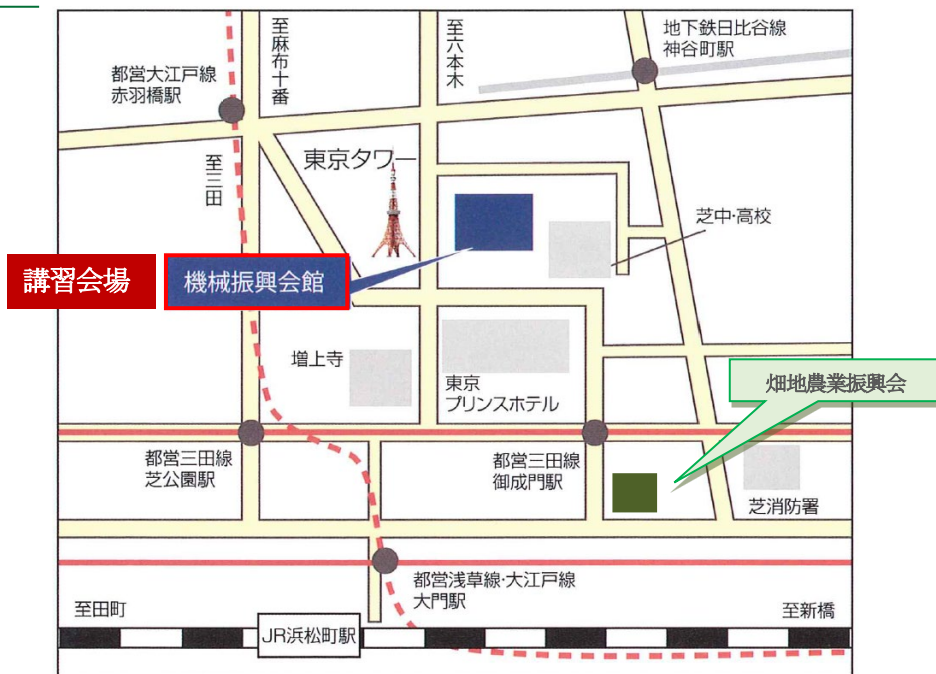 至麻布十番
至六本木
地下鉄日比谷線
神谷町駅
都営大江戸線
赤羽橋駅
至三田
東京タワー
芝中・高校
講習会場
機械振興会館
増上寺
東京
プリンスホテル
畑地農業振興会
都営三田線
芝公園駅
都営三田線
御成門駅
芝消防署
都営浅草線・大江戸線
大門駅
至田町
至新橋
JR浜松町駅